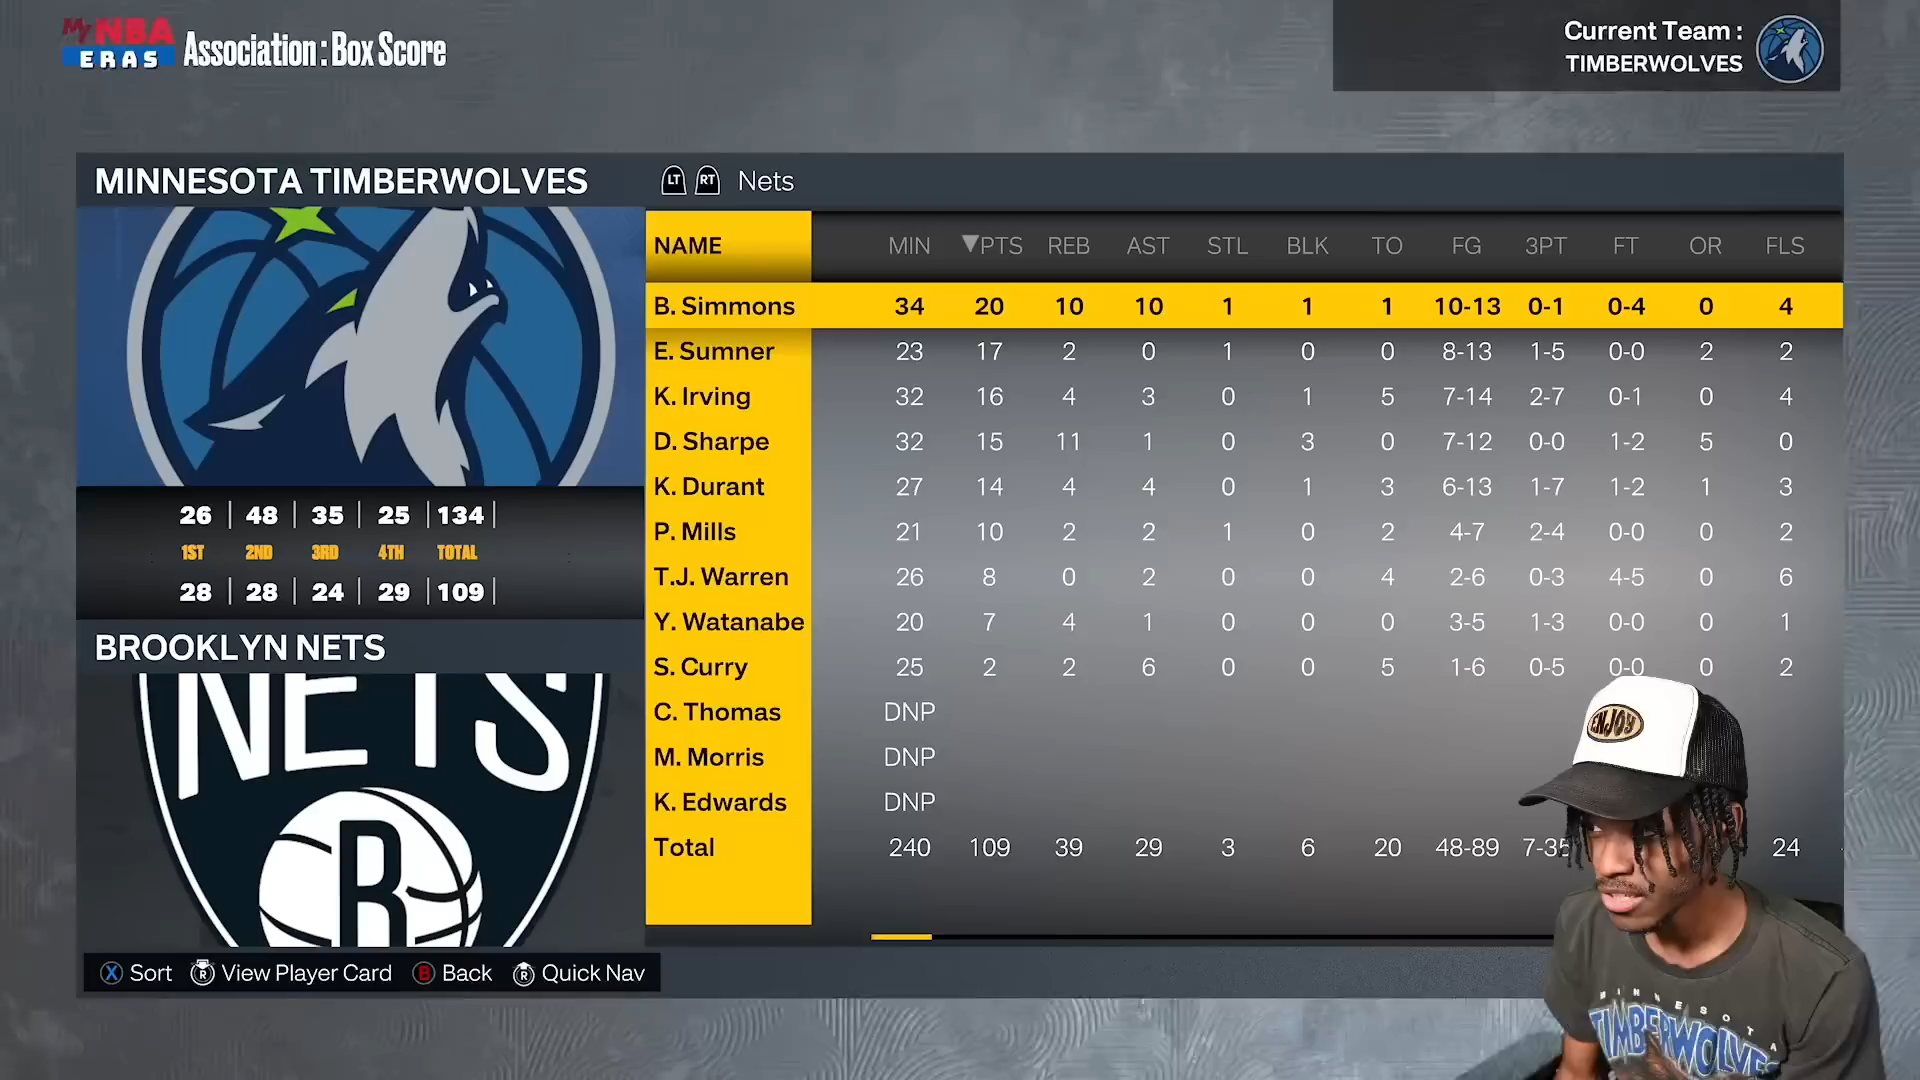 My NBA ERAS Association : Box Score
Current Team :
TIMBERWOLVES
MINNESOTA TIMBERWOLVES
26 48 35 25 134
1ST 2ND 3RD 4TH TOTAL
28 28 24 29 109
BROOKLYN NETS
NETS
B
LT RT Nets
NAME MIN ▼PTS REB AST STL BLK TO FG 3PT FT OR FLS
B. Simmons 34 20 10 10 1 1 1 10-13 0-1 0-4 0 4
E. Sumner 23 17 2 0 1 0 0 8-13 1-5 0-0 2 2
K. Irving 32 16 4 3 0 1 5 7-14 2-7 0-1 0 4
D. Sharpe 32 15 11 1 0 3 0 7-12 0-0 1-2 5 0
K. Durant 27 14 4 4 0 1 3 6-13 1-7 1-2 1 3
P. Mills 21 10 2 2 1 0 2 4-7 2-4 0-0 0 2
T.J. Warren 26 8 0 2 0 0 4 2-6 0-3 4-5 0 6
Y. Watanabe 20 7 4 1 0 0 0 3-5 1-3 0-0 0 1
S. Curry 25 2 2 6 0 0 5 1-6 0-5 0-0 0 2
C. Thomas DNP
M. Morris DNP
K. Edwards DNP
Total 240 109 39 29 3 6 20 48-89 7-35 24
ENJOY
MINNESOTA
TIMBERWOLVES
X Sort R View Player Card B Back R Quick Nav